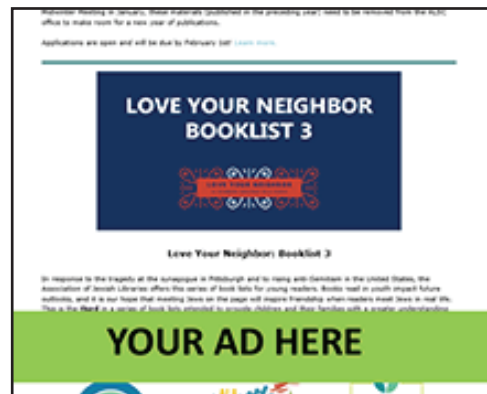 Midwinter Meeting in January, these materials (published in the preceding year) need to be removed from the ALSC
office to make room for a new year of publications.
Applications are open and will be due by February 1st! Learn more.
LOVE YOUR NEIGHBOR
BOOKLIST 3
LOVE YOUR NEIGHBOR
Love Your Neighbor: Booklist 3
In response to the tragedy at the synagogue in Pittsburgh and to rising anti-Semitism in the United States, the
Association of Jewish Libraries offers this series of book lists for young readers. Books read in youth impact future
outlooks, and it is our hope that meeting Jews on the page will inspire friendship when readers meet Jews in real life.
This is the third in a series of book lists intended to provide children and their families with a greater understanding
YOUR AD HERE